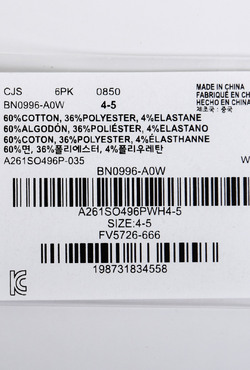 CJS 6PK 0850
BN0996-A0W 4-5
MADE IN CHINA
FABRIQUÉ EN CH
HECHO EN CHINA
제조국 : 중국
60%COTTON, 36%POLYESTER, 4%ELASTANE
60%ALGODÓN, 36%POLIÉSTER, 4%ELASTANO
60%COTON, 36%POLYESTER, 4%ÉLASTHANNE
60%면, 36%폴리에스터, 4%폴리우레탄
A261SO496P-035 W
BN0996-A0W
A261SO496PWH4-5
SIZE:4-5
FV5726-666
198731834558